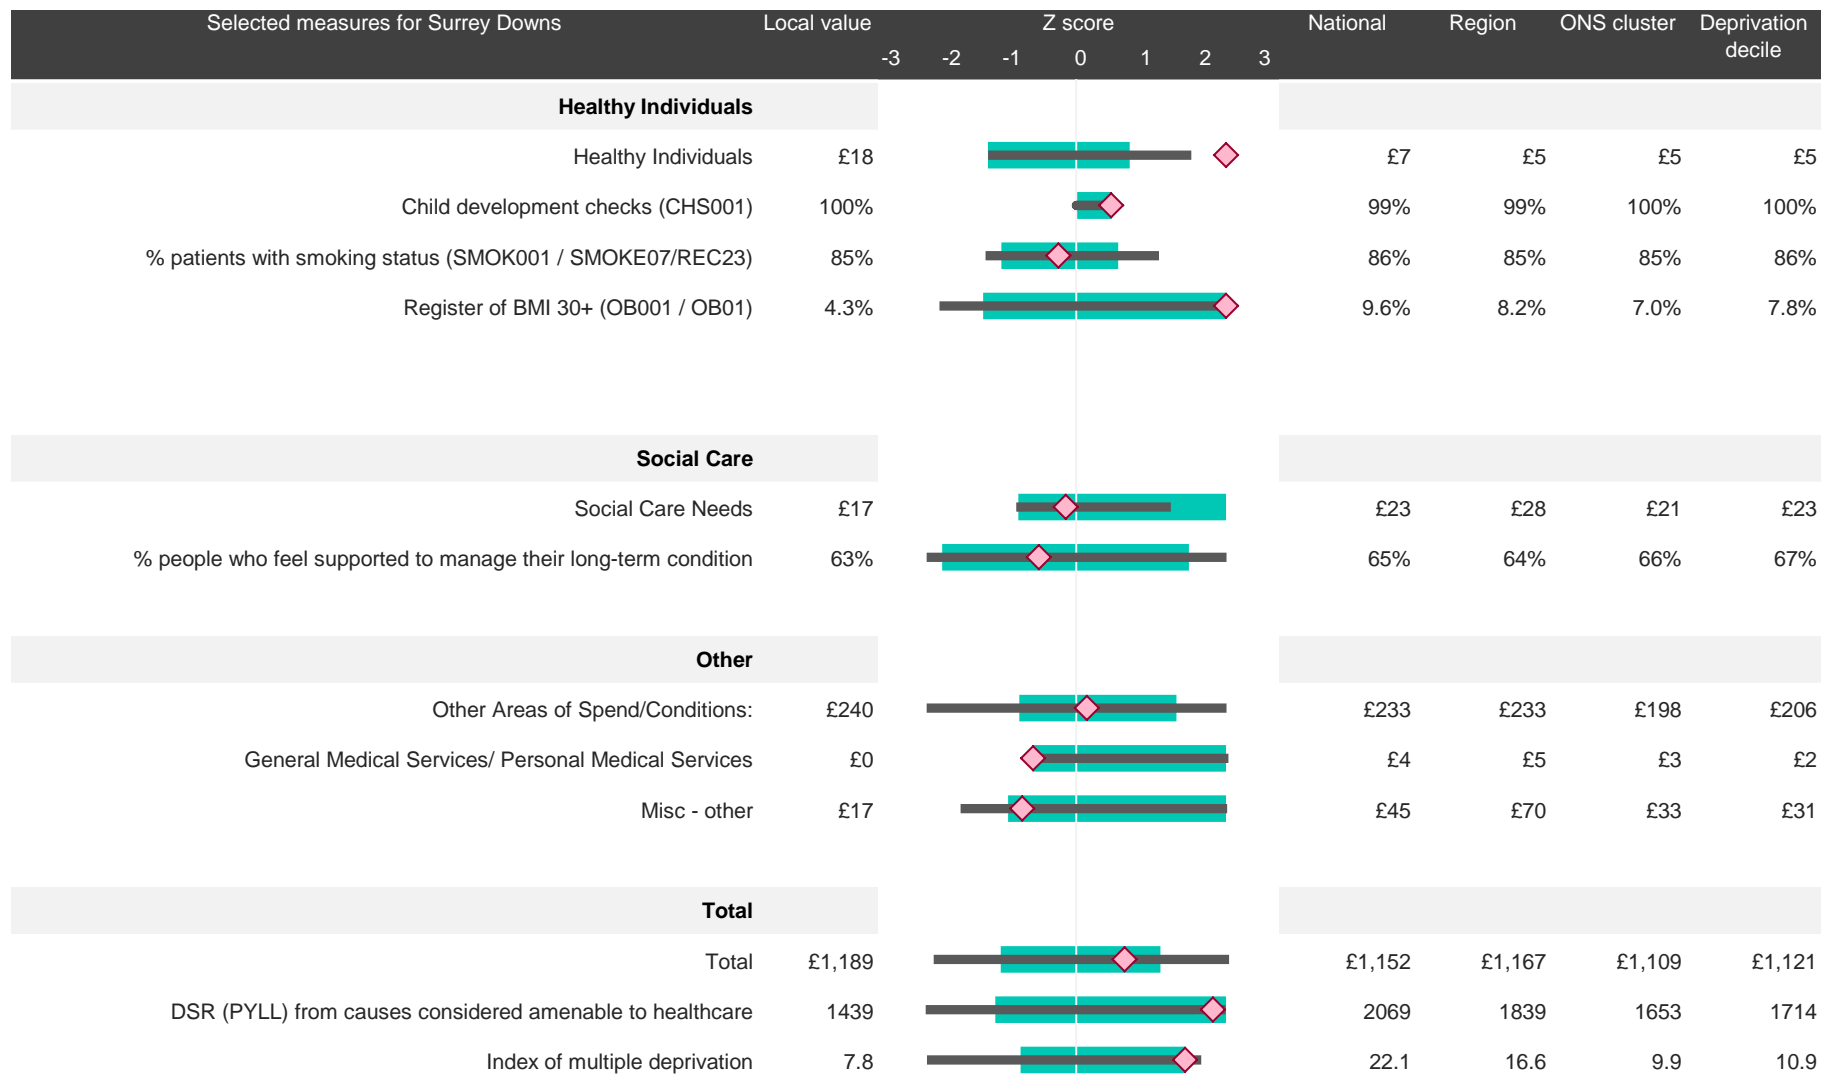 Selected measures for Surrey Downs Local value Z score National Region ONS cluster Deprivation decile
-3 -2 -1 0 1 2 3
Healthy Individuals
Healthy Individuals £18 £7 £5 £5 £5
Child development checks (CHS001) 100% 99% 99% 100% 100%
% patients with smoking status (SMOK001 / SMOKE07/REC23) 85% 86% 85% 85% 86%
Register of BMI 30+ (OB001 / OB01) 4.3% 9.6% 8.2% 7.0% 7.8%
Social Care
Social Care Needs £17 £23 £28 £21 £23
% people who feel supported to manage their long-term condition 63% 65% 64% 66% 67%
Other
Other Areas of Spend/Conditions: £240 £233 £233 £198 £206
General Medical Services/ Personal Medical Services £0 £4 £5 £3 £2
Misc - other £17 £45 £70 £33 £31
Total
Total £1,189 £1,152 £1,167 £1,109 £1,121
DSR (PYLL) from causes considered amenable to healthcare 1439 2069 1839 1653 1714
Index of multiple deprivation 7.8 22.1 16.6 9.9 10.9